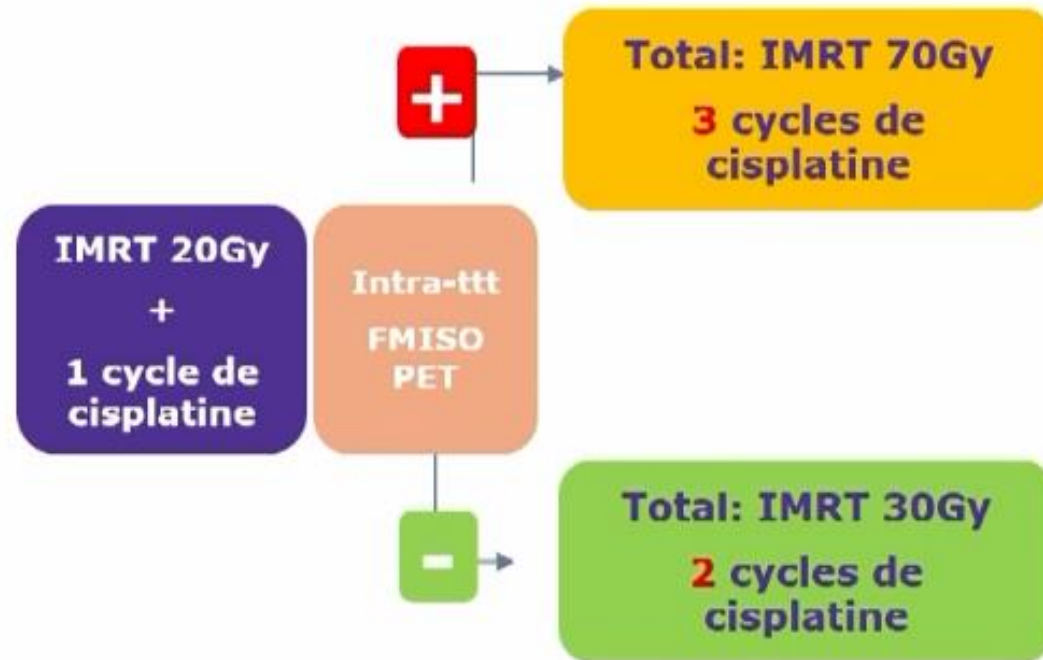 +
Total: IMRT 70Gy
3 cycles de
cisplatine
IMRT 20Gy
+
1 cycle de
cisplatine
Intra-ttt
FMISO
PET
-
Total: IMRT 30Gy
2 cycles de
cisplatine